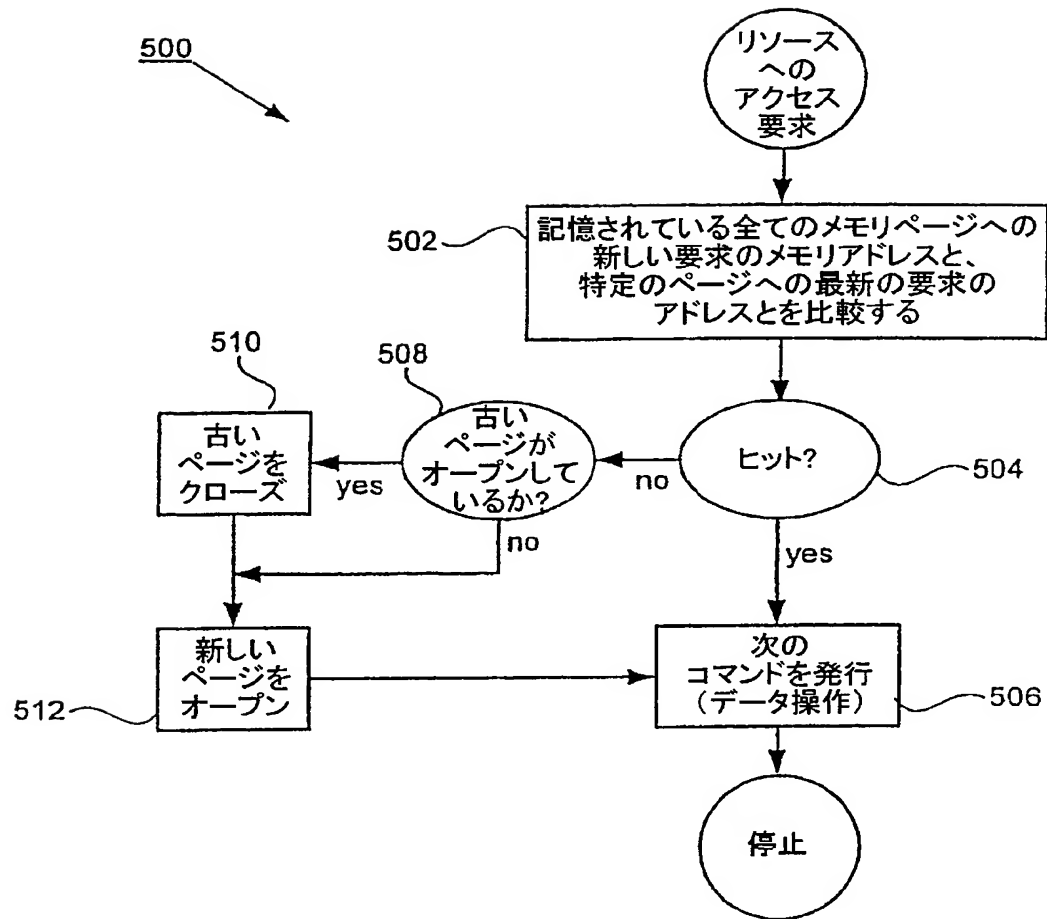 500
リソース
への
アクセス
要求
502
記憶されている全てのメモリページへの
新しい要求のメモリアドレスと、
特定のページへの最新の要求の
アドレスとを比較する
510
508
古い
ページを
クローズ
yes
古い
ページが
オープンして
いるか?
no
ヒット?
504
no
yes
新しい
ページを
オープン
512
次の
コマンドを発行
(データ操作)
506
停止